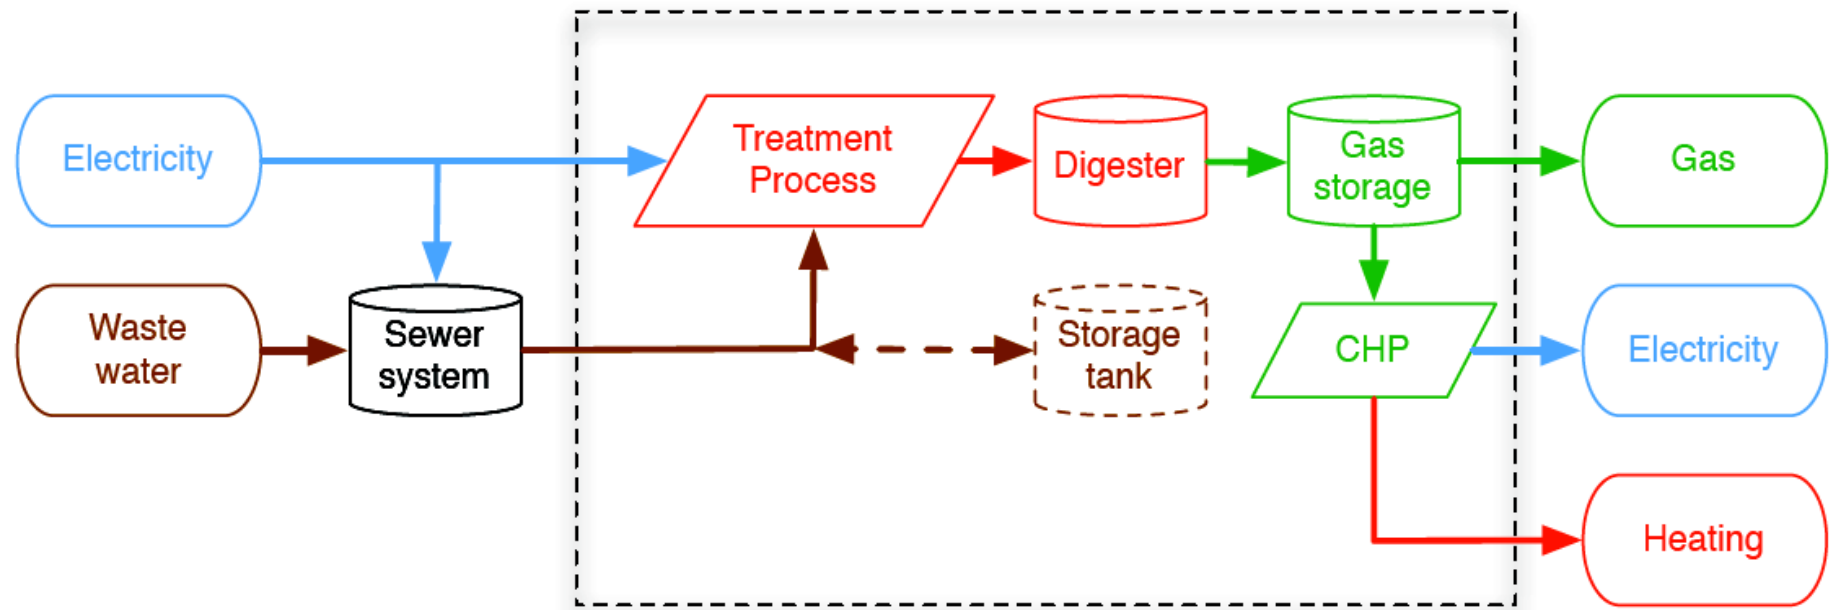 Electricity
Treatment
Process
Digester
Gas
storage
Gas
Waste
water
Sewer
system
Storage
tank
CHP
Electricity
Heating